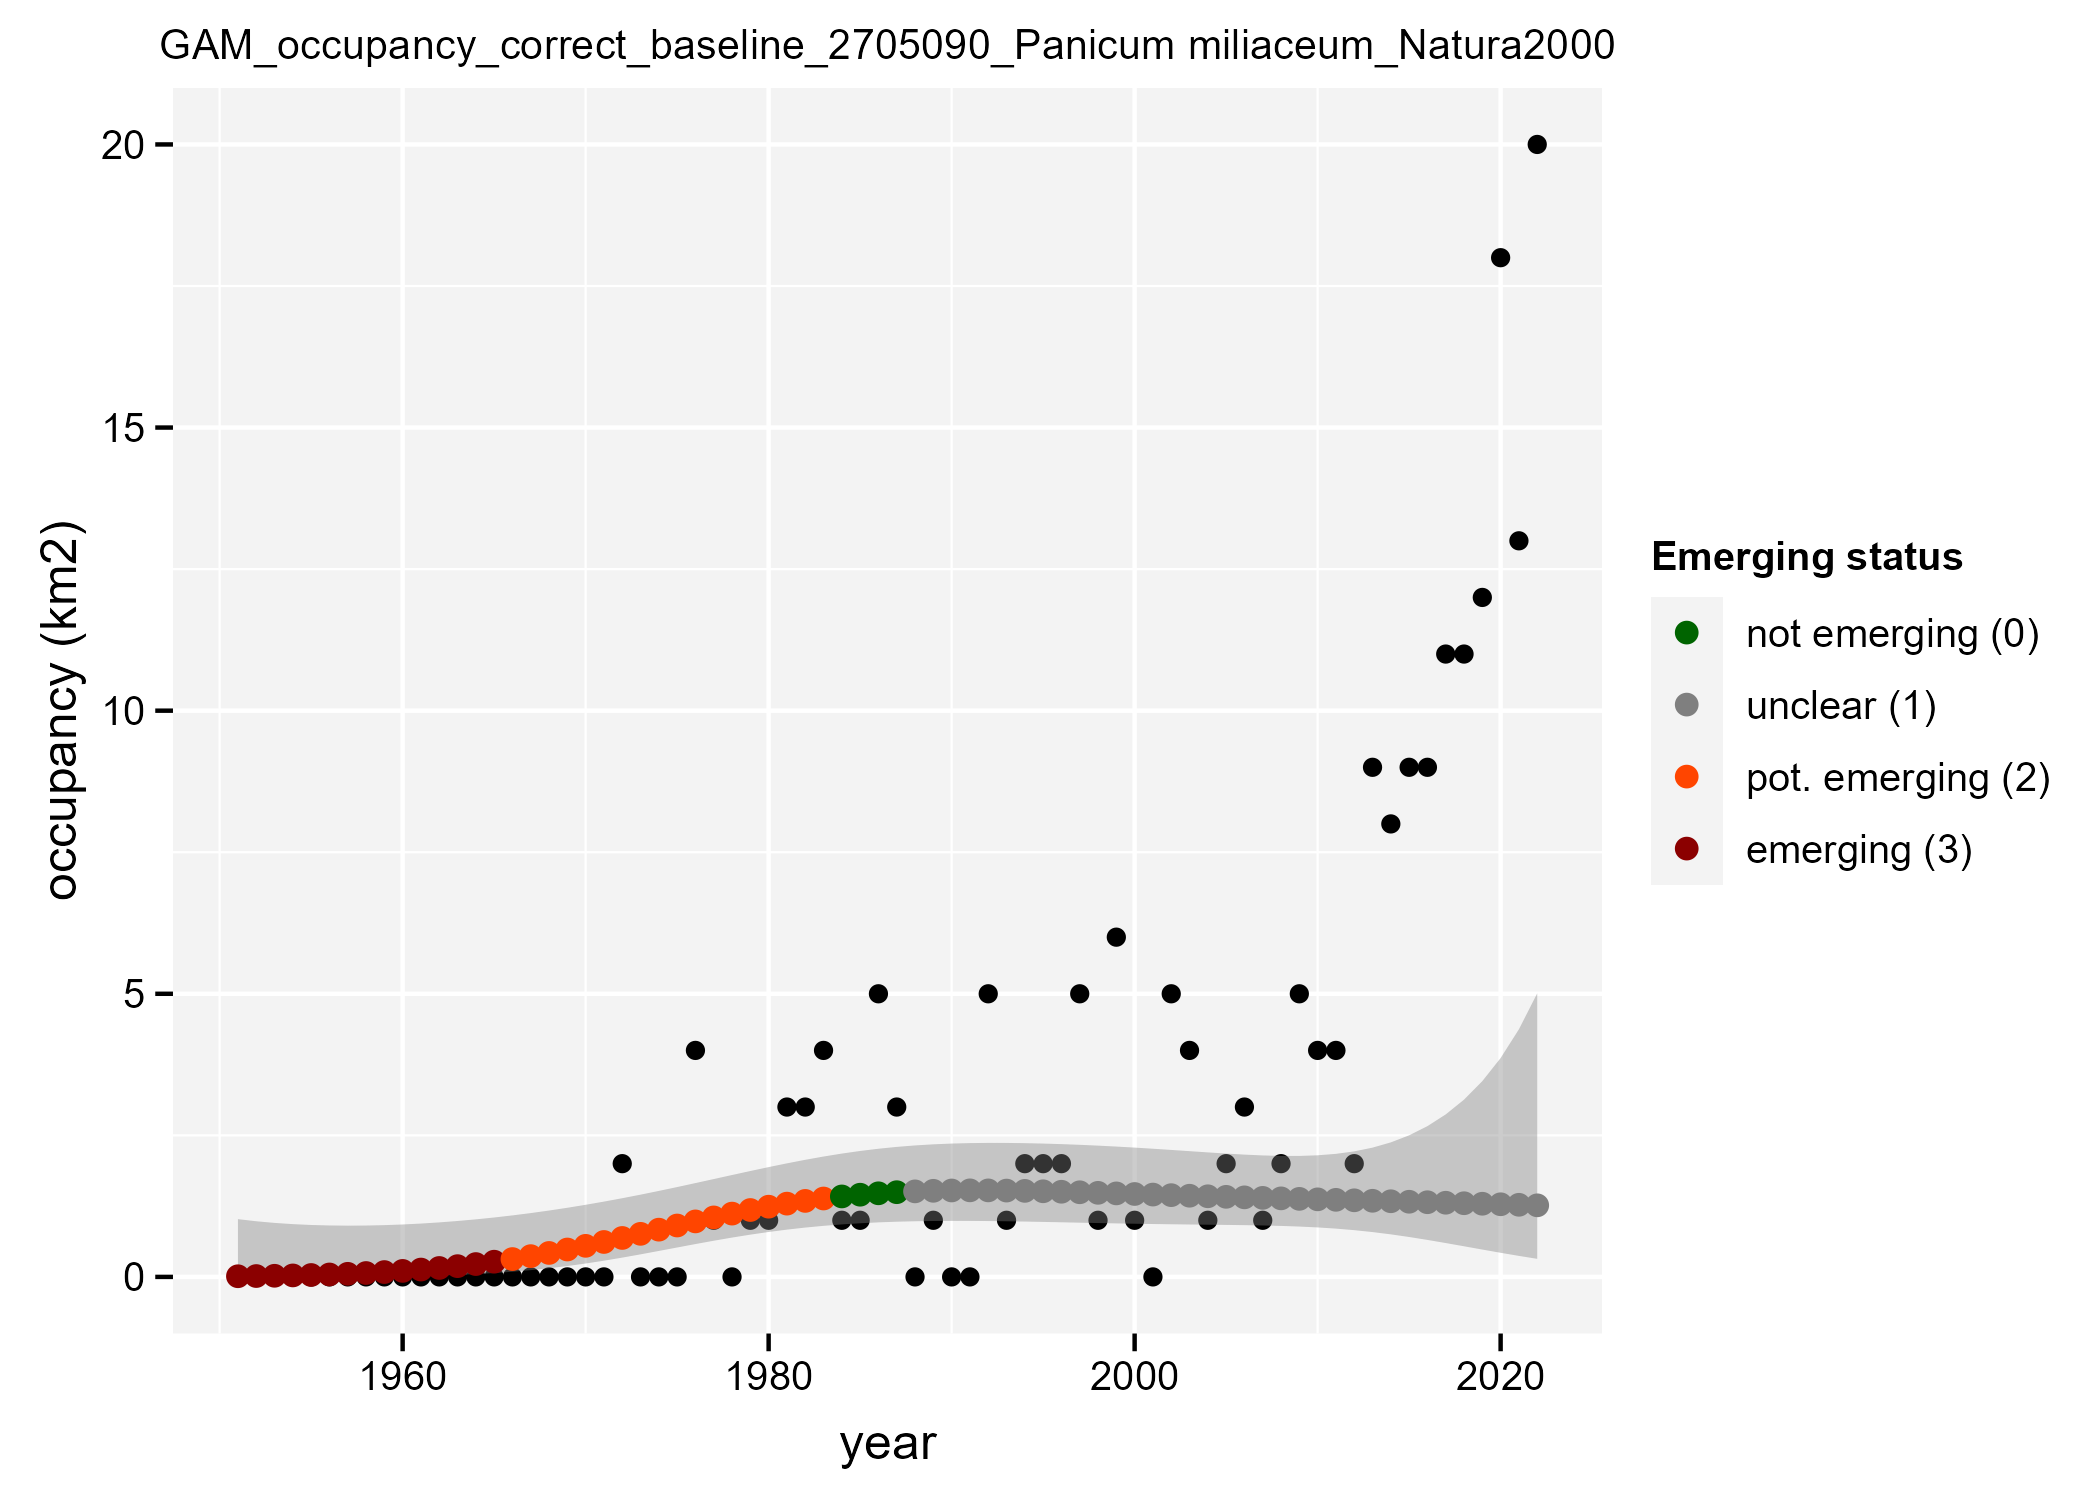 GAM_occupancy_correct_baseline_2705090_Panicum miliaceum_Natura2000
occupancy (km2)
20
15
10
5
0
1960 1980 2000 2020
year
Emerging status
not emerging (0)
unclear (1)
pot. emerging (2)
emerging (3)